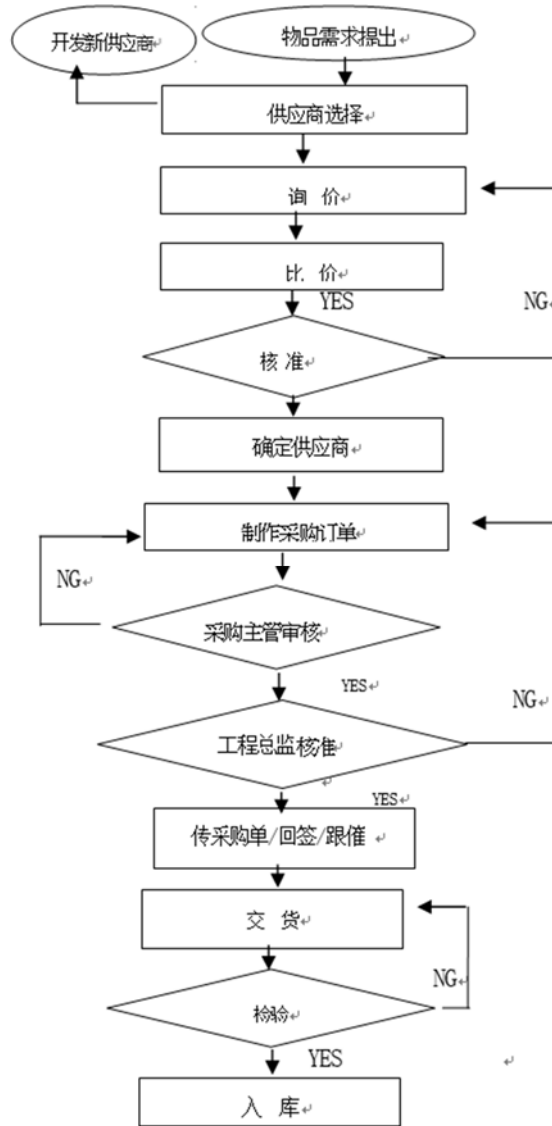 开发新供应商
物品需求提出
供应商选择
询 价
比 价
YES
NG
核 准
确定供应商
制作采购订单
NG
采购主管审核
YES
NG
工程总监核准
YES
传采购单/回签/跟催
交 货
NG
检验
YES
入 库